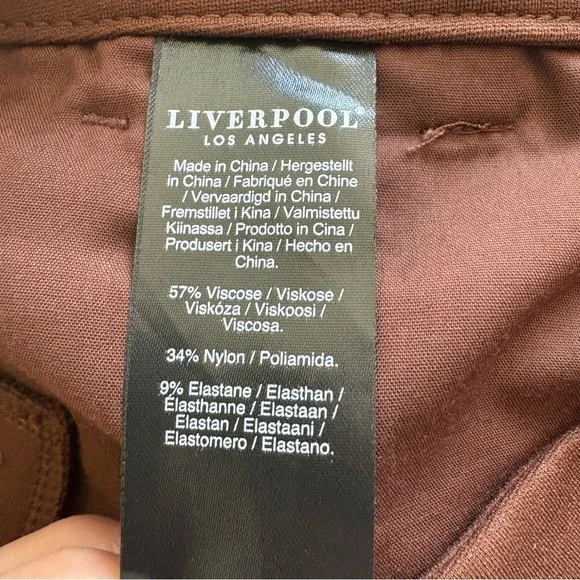 LIVERPOOL®
LOS ANGELES
Made in China / Hergestellt
in China / Fabriqué en Chine
/ Vervaardigd in China /
Fremstillet i Kina / Valmistettu
Kiinassa / Prodotto in Cina /
Produsert i Kina / Hecho en
China.
57% Viscose / Viskose /
Viskóza / Viskoosi /
Viscosa.
34% Nylon / Poliamida.
9% Elastane / Elasthan /
Élasthanne / Elastaan /
Elastan / Elastaani /
Elastomero / Elastano.